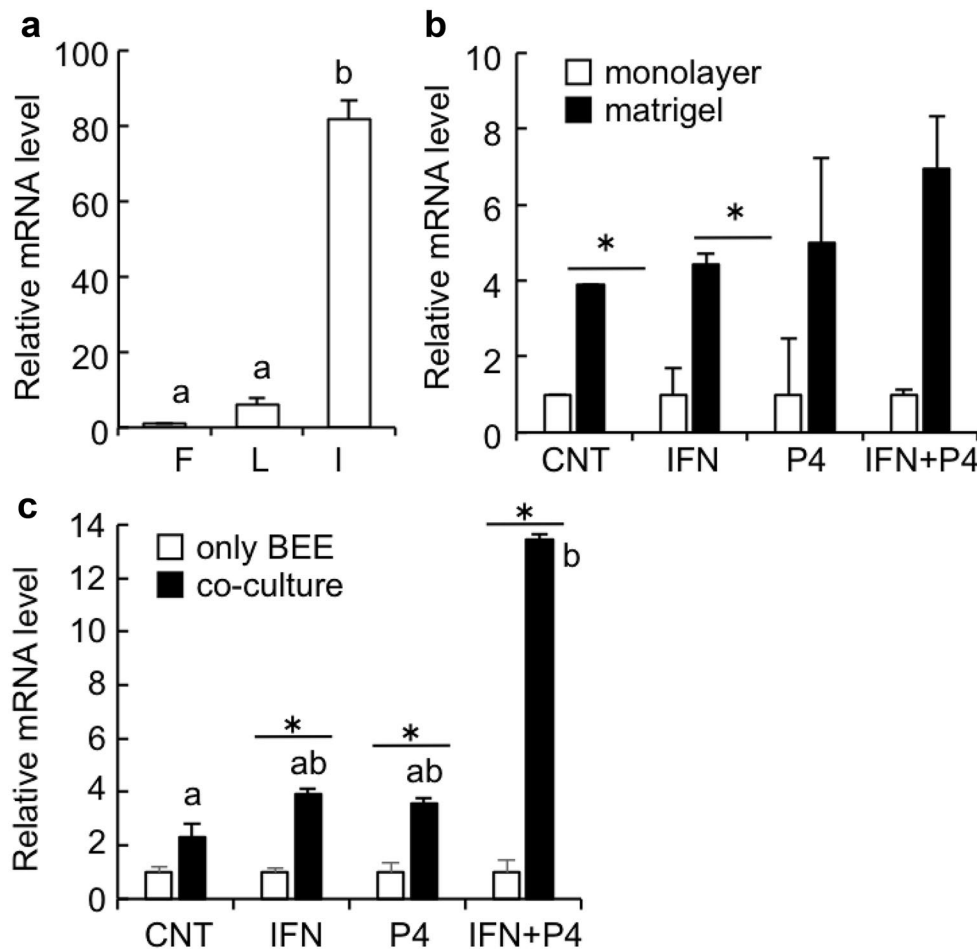 a
Relative mRNA level
100
80
60
40
20
0
a
a
b
F L I
b
Relative mRNA level
10
8
6
4
2
0
monolayer
matrigel
*
*
CNT IFN P4 IFN+P4
c
Relative mRNA level
14
12
10
8
6
4
2
0
only BEE
co-culture
a
*
ab
*
ab
*
b
CNT IFN P4 IFN+P4